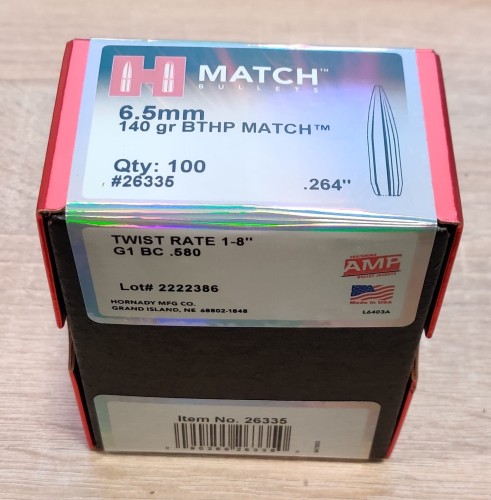 H MATCH™
BULLETS
6.5mm
140 gr BTHP MATCH™
Qty: 100
#26335
.264"
TWIST RATE 1-8"
G1 BC .580
AMP
Lot# 2222386
Made in USA
HORNADY MFG CO.
GRAND ISLAND, NE 68802-1848
L6403A
Item No. 26335